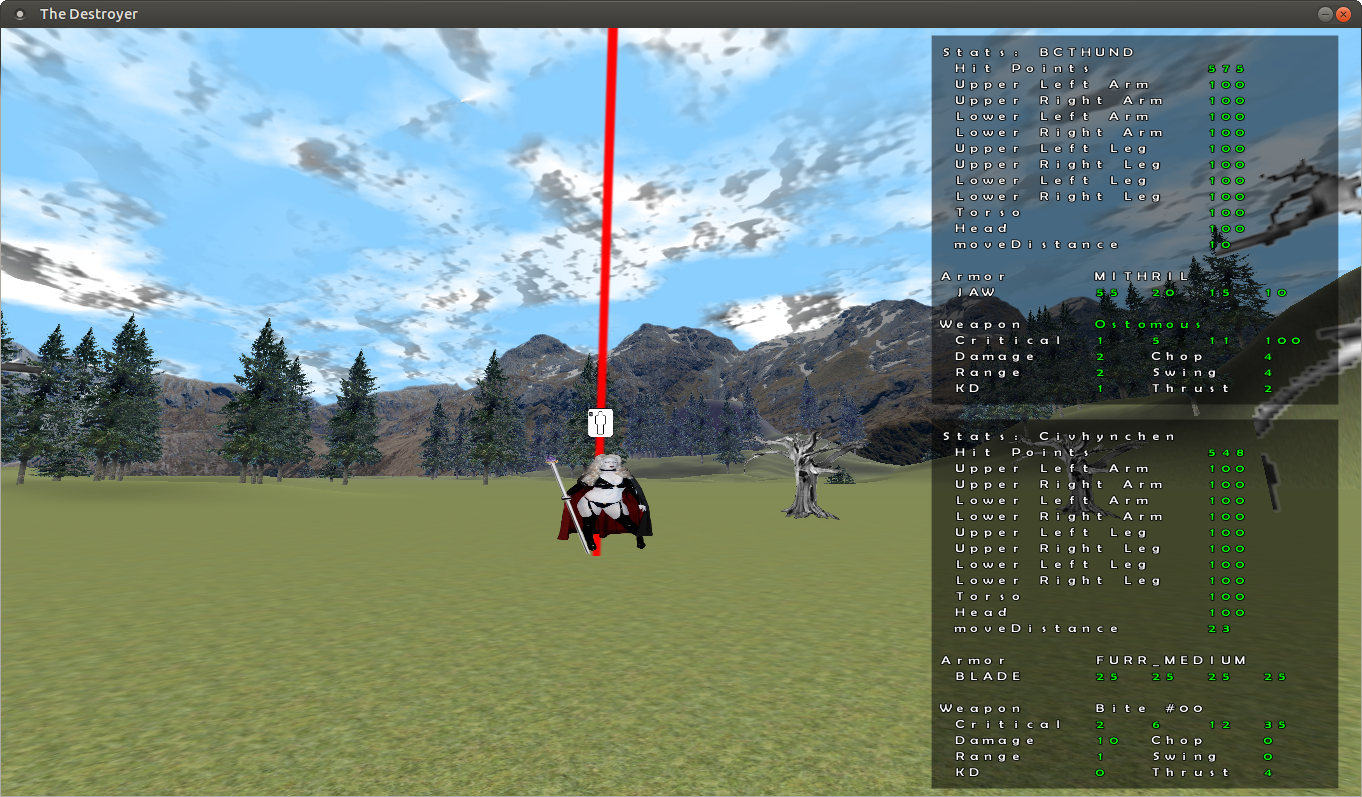 The Destroyer
Stats: BCTHUND
Hit Points 575
Upper Left Arm 100
Upper Right Arm 100
Lower Left Arm 100
Lower Right Arm 100
Upper Left Leg 100
Upper Right Leg 100
Lower Left Leg 100
Lower Right Leg 100
Torso 100
Head 100
moveDistance 10
Armor MITHRIL
JAW 55 20 15 10
Weapon Ostomous
Critical 1 5 11 100
Damage 2 Chop 4
Range 2 Swing 4
KD 1 Thrust 2
Stats: Civhynchen
Hit Points 548
Upper Left Arm 100
Upper Right Arm 100
Lower Left Arm 100
Lower Right Arm 100
Upper Left Leg 100
Upper Right Leg 100
Lower Left Leg 100
Lower Right Leg 100
Torso 100
Head 100
moveDistance 23
Armor FURR_MEDIUM
BLADE 25 25 25 25
Weapon Bite #00
Critical 2 6 12 35
Damage 10 Chop 0
Range 1 Swing 0
KD 0 Thrust 4